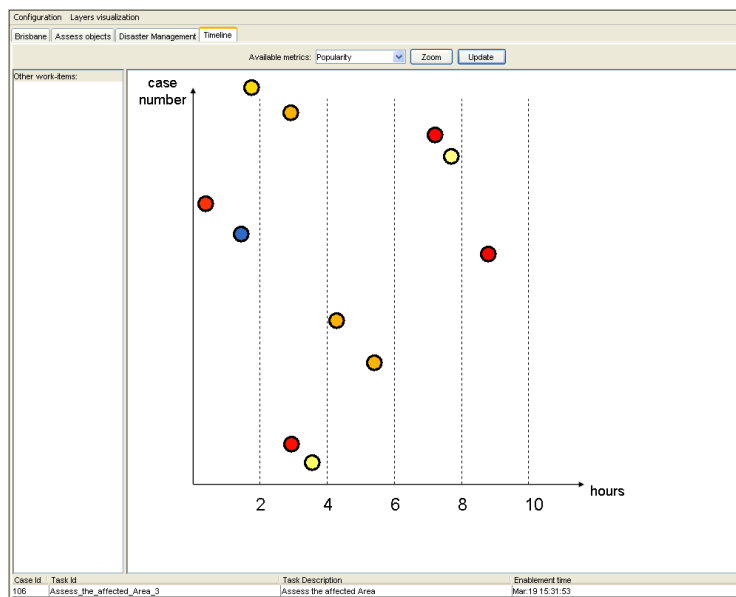 Configuration Layers visualization
Brisbane Assess objects Disaster Management Timeline
Available metrics: Popularity Zoom Update
Other work-items:
case
number
hours
2 4 6 8 10
Case Id Task Id Task Description Enablement time
106 Assess_the_affected_Area_3 Assess the affected Area Mar:19 15:31:53